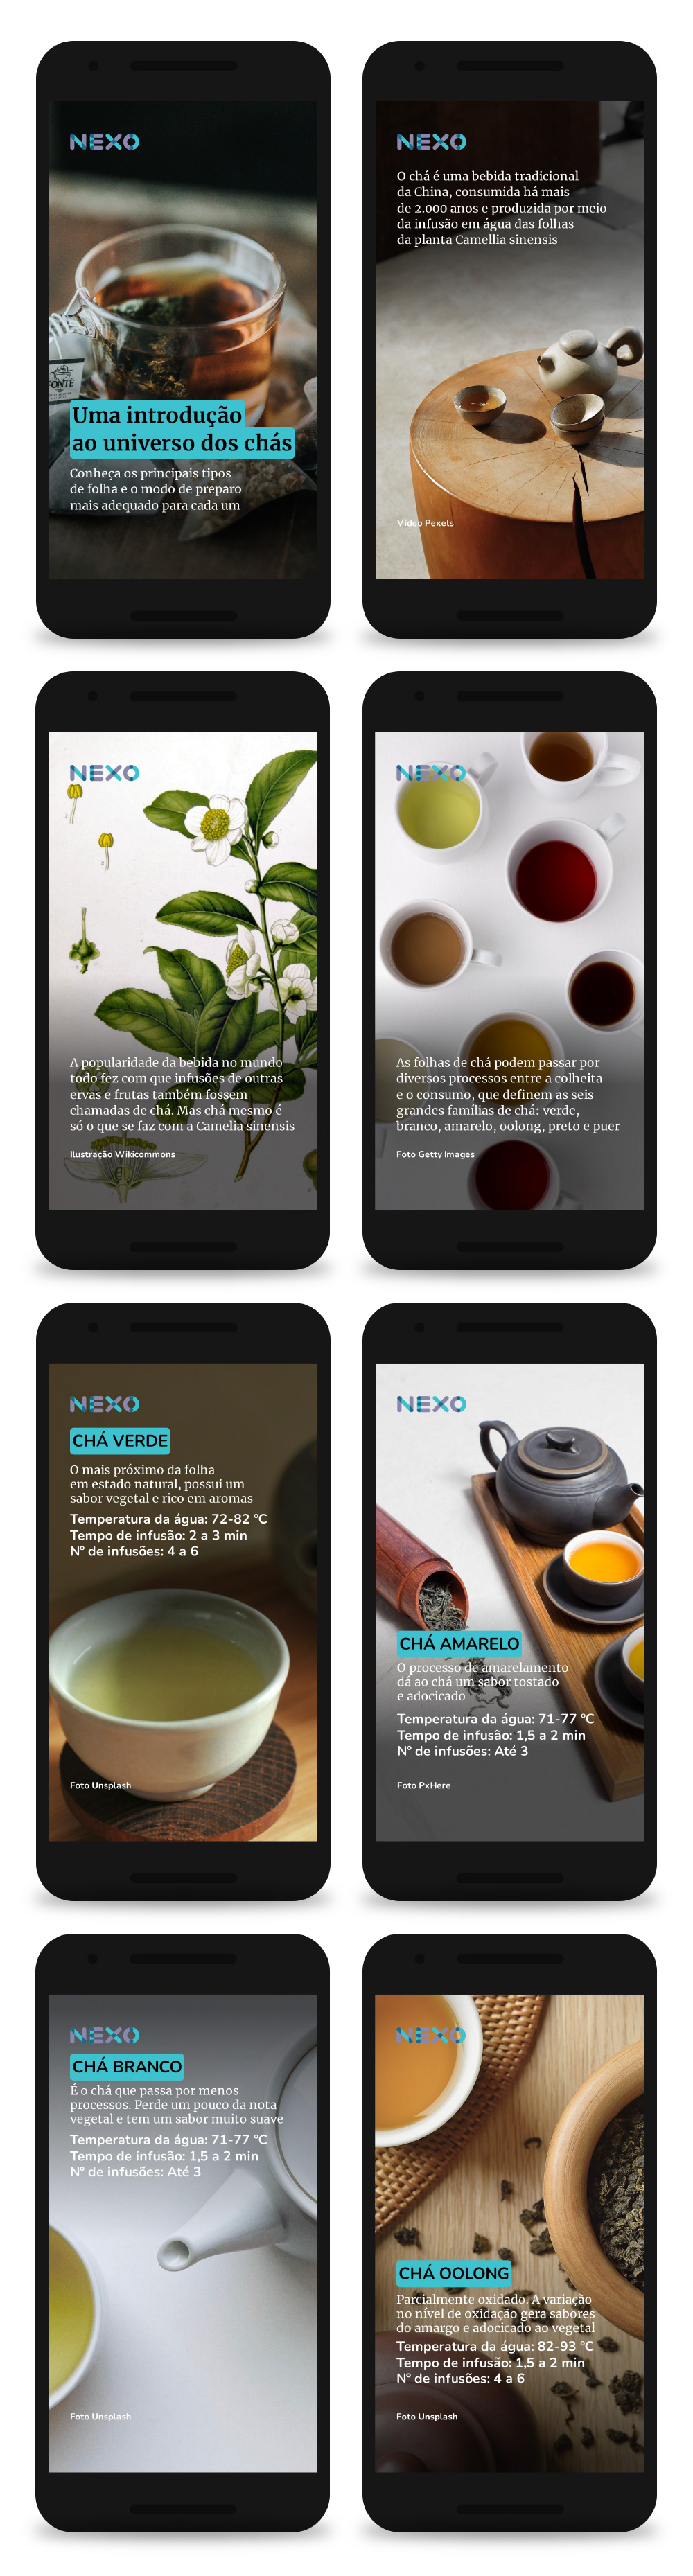 NEXO
FONTÉ
Uma introdução
ao universo dos chás
Conheça os principais tipos
de folha e o modo de preparo
mais adequado para cada um
NEXO
O chá é uma bebida tradicional
da China, consumida há mais
de 2.000 anos e produzida por meio
da infusão em água das folhas
da planta Camellia sinensis
Vídeo Pexels
NEXO
A popularidade da bebida no mundo
todo fez com que infusões de outras
ervas e frutas também fossem
chamadas de chá. Mas chá mesmo é
só o que se faz com a Camelia sinensis
Ilustração Wikicommons
NEXO
As folhas de chá podem passar por
diversos processos entre a colheita
e o consumo, que definem as seis
grandes famílias de chá: verde,
branco, amarelo, oolong, preto e puer
Foto Getty Images
NEXO
CHÁ VERDE
O mais próximo da folha
em estado natural, possui um
sabor vegetal e rico em aromas
Temperatura da água: 72-82 ºC
Tempo de infusão: 2 a 3 min
Nº de infusões: 4 a 6
Foto Unsplash
NEXO
CHÁ AMARELO
O processo de amarelamento
dá ao chá um sabor tostado
e adocicado
Temperatura da água: 71-77 ºC
Tempo de infusão: 1,5 a 2 min
Nº de infusões: Até 3
Foto PxHere
NEXO
CHÁ BRANCO
É o chá que passa por menos
processos. Perde um pouco da nota
vegetal e tem um sabor muito suave
Temperatura da água: 71-77 ºC
Tempo de infusão: 1,5 a 2 min
Nº de infusões: Até 3
Foto Unsplash
NEXO
CHÁ OOLONG
Parcialmente oxidado. A variação
no nível de oxidação gera sabores
do amargo e adocicado ao vegetal
Temperatura da água: 82-93 ºC
Tempo de infusão: 1,5 a 2 min
Nº de infusões: 4 a 6
Foto Unsplash